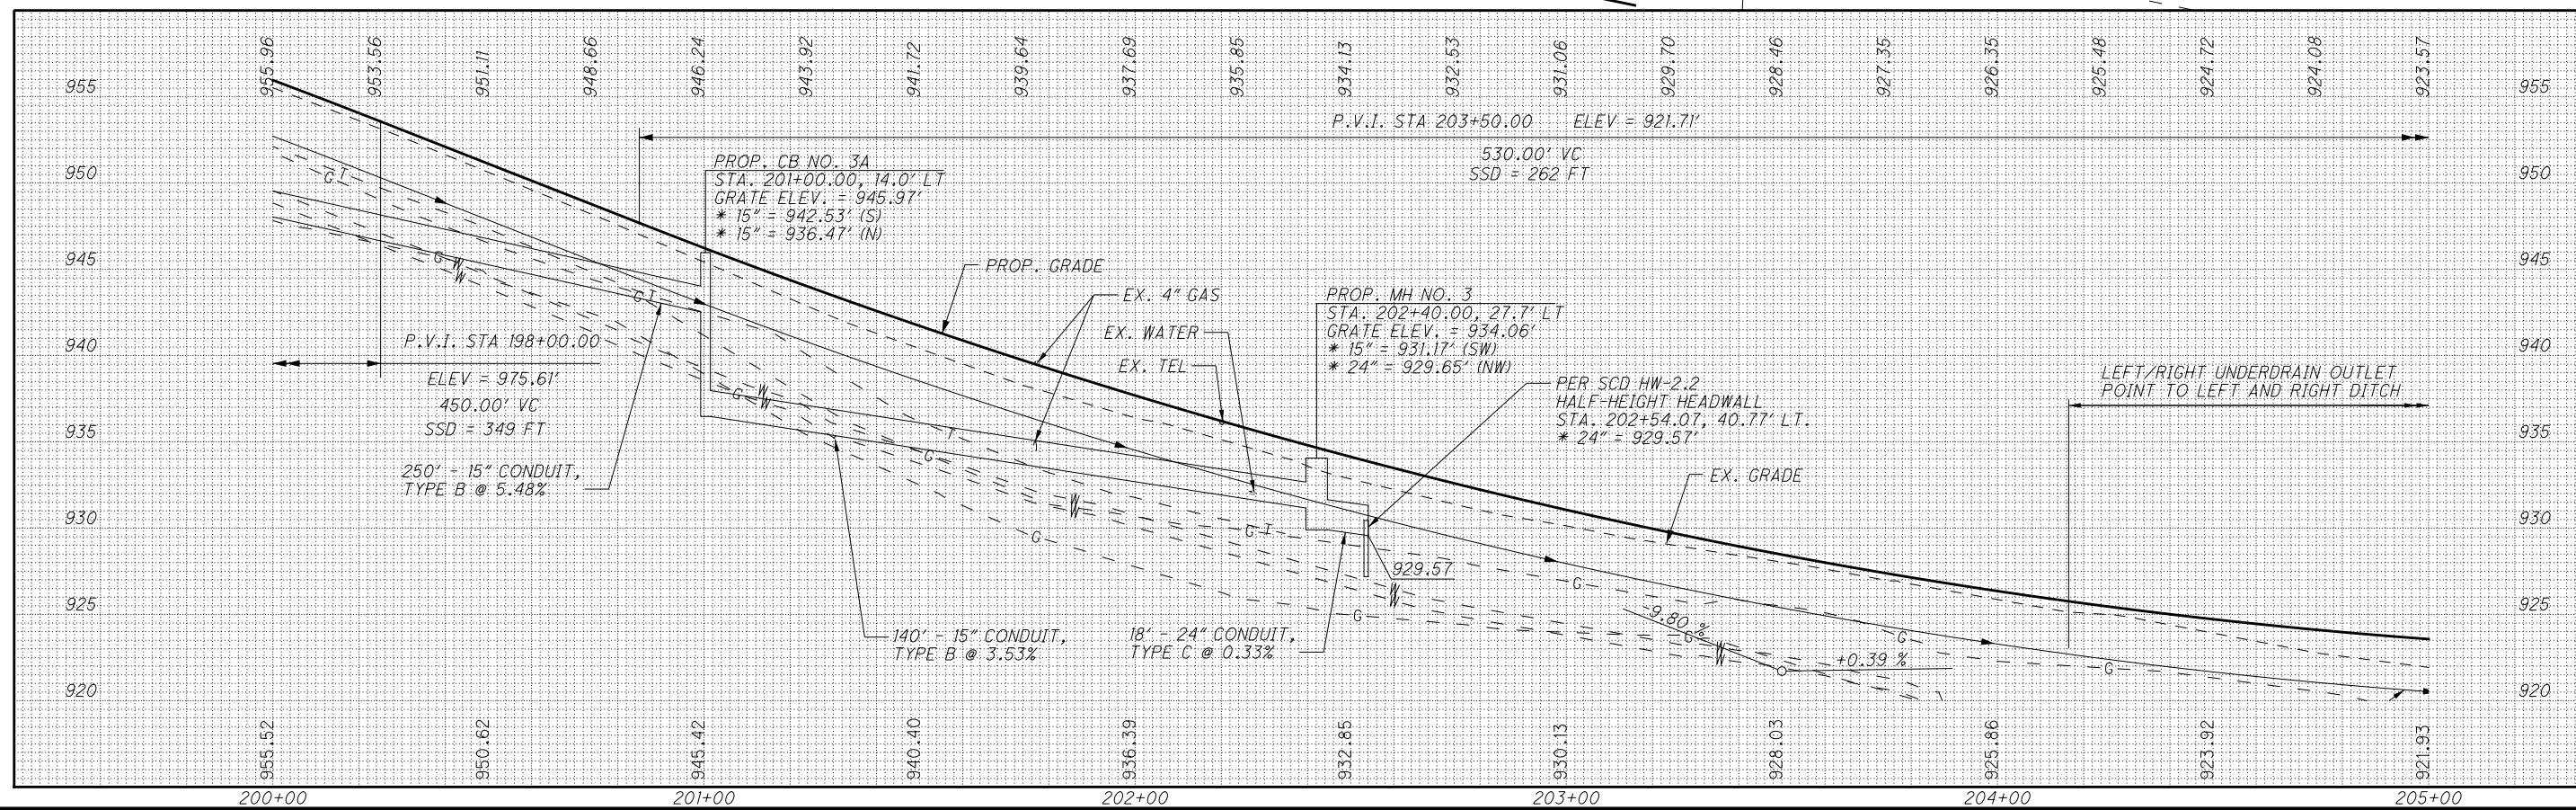 955.96 953.56 951.11 948.66 946.24 943.92 941.72 939.64 937.69 935.85 934.13 932.53 931.06 929.70 928.46 927.35 926.35 925.48 924.72 924.08 923.57
955 955
P.V.I. STA 203+50.00 ELEV = 921.71'
530.00' VC
SSD = 262 FT
950 950
PROP. CB NO. 3A
STA. 201+00.00, 14.0' LT
GRATE ELEV. = 945.97'
* 15" = 942.53' (S)
* 15" = 936.47' (N)
G T
945 945
G
W
W
PROP. GRADE
EX. 4" GAS
EX. WATER
EX. TEL
G T
PROP. MH NO. 3
STA. 202+40.00, 27.7' LT
GRATE ELEV. = 934.06'
* 15" = 931.17' (SW)
* 24" = 929.65' (NW)
940 940
P.V.I. STA 198+00.00
ELEV = 975.61'
450.00' VC
SSD = 349 FT
PER SCD HW-2.2
HALF-HEIGHT HEADWALL
STA. 202+54.07, 40.77' LT.
* 24" = 929.57'
LEFT/RIGHT UNDERDRAIN OUTLET
POINT TO LEFT AND RIGHT DITCH
G
W
W
935 935
T
G
250' - 15" CONDUIT,
TYPE B @ 5.48%
EX. GRADE
W
W
930 930
G
G T
929.57
G
W
W
925 925
G
-9.80 %
G
G
W
W
140' - 15" CONDUIT,
TYPE B @ 3.53%
18' - 24" CONDUIT,
TYPE C @ 0.33%
+0.39 %
G
920 920
955.52 950.62 945.42 940.40 936.39 932.85 930.13 928.03 925.86 923.92 921.93
200+00 201+00 202+00 203+00 204+00 205+00